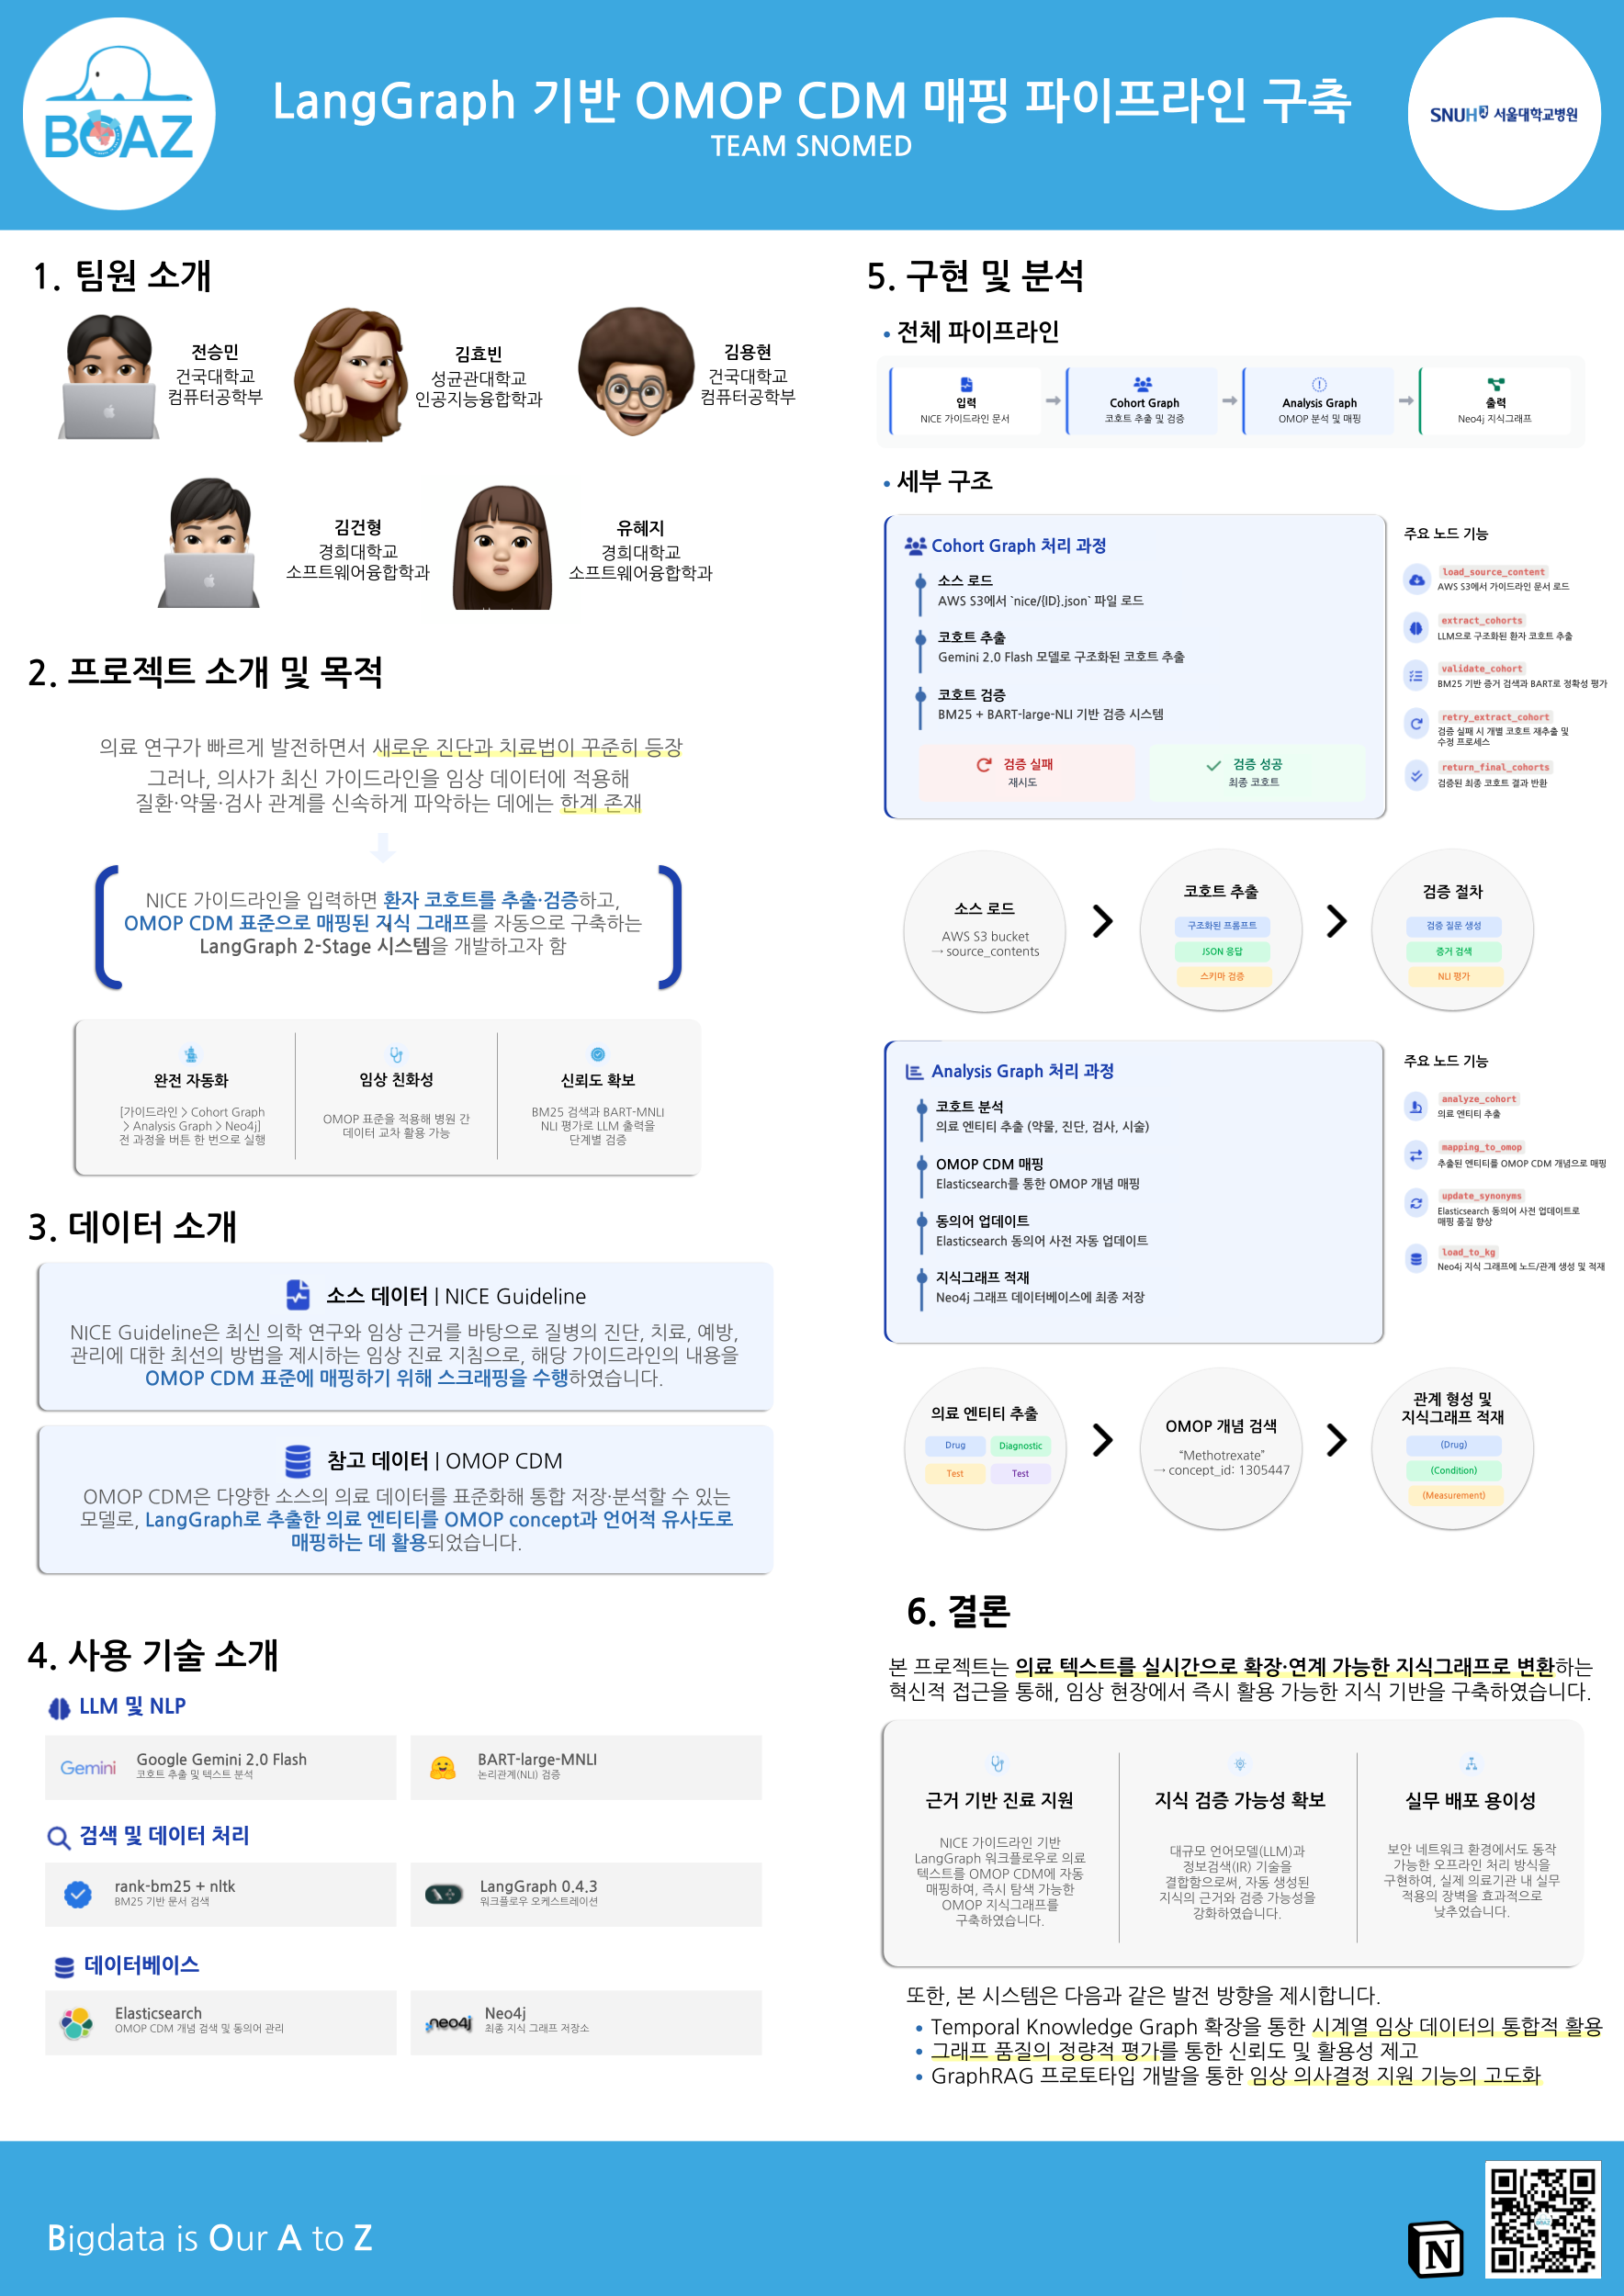 BOAZ
LangGraph 기반 OMOP CDM 매핑 파이프라인 구축
TEAM SNOMED
SNUH 서울대학교병원
1. 팀원 소개
전승민
건국대학교
컴퓨터공학부
김효빈
성균관대학교
인공지능융합학과
김용현
건국대학교
컴퓨터공학부
김건형
경희대학교
소프트웨어융합학과
유혜지
경희대학교
소프트웨어융합학과
2. 프로젝트 소개 및 목적
의료 연구가 빠르게 발전하면서 새로운 진단과 치료법이 꾸준히 등장
그러나, 의사가 최신 가이드라인을 임상 데이터에 적용해
질환·약물·검사 관계를 신속하게 파악하는 데에는 한계 존재
NICE 가이드라인을 입력하면 환자 코호트를 추출·검증하고,
OMOP CDM 표준으로 매핑된 지식 그래프를 자동으로 구축하는
LangGraph 2-Stage 시스템을 개발하고자 함
완전 자동화
[가이드라인 > Cohort Graph
> Analysis Graph > Neo4j]
전 과정을 버튼 한 번으로 실행
임상 친화성
OMOP 표준을 적용해 병원 간
데이터 교차 활용 가능
신뢰도 확보
BM25 검색과 BART-MNLI
NLI 평가로 LLM 출력을
단계별 검증
3. 데이터 소개
소스 데이터 | NICE Guideline
NICE Guideline은 최신 의학 연구와 임상 근거를 바탕으로 질병의 진단, 치료, 예방,
관리에 대한 최선의 방법을 제시하는 임상 진료 지침으로, 해당 가이드라인의 내용을
OMOP CDM 표준에 매핑하기 위해 스크래핑을 수행하였습니다.
참고 데이터 | OMOP CDM
OMOP CDM은 다양한 소스의 의료 데이터를 표준화해 통합 저장·분석할 수 있는
모델로, LangGraph로 추출한 의료 엔티티를 OMOP concept과 언어적 유사도로
매핑하는 데 활용되었습니다.
4. 사용 기술 소개
LLM 및 NLP
Gemini
Google Gemini 2.0 Flash
코호트 추출 및 텍스트 분석
BART-large-MNLI
논리관계(NLI) 검증
검색 및 데이터 처리
rank-bm25 + nltk
BM25 기반 문서 검색
LangGraph 0.4.3
워크플로우 오케스트레이션
데이터베이스
Elasticsearch
OMOP CDM 개념 검색 및 동의어 관리
neo4j
Neo4j
최종 지식 그래프 저장소
5. 구현 및 분석
• 전체 파이프라인
입력
NICE 가이드라인 문서
Cohort Graph
코호트 추출 및 검증
Analysis Graph
OMOP 분석 및 매핑
출력
Neo4j 지식그래프
• 세부 구조
Cohort Graph 처리 과정
소스 로드
AWS S3에서 `nice/{ID}.json` 파일 로드
코호트 추출
Gemini 2.0 Flash 모델로 구조화된 코호트 추출
코호트 검증
BM25 + BART-large-NLI 기반 검증 시스템
검증 실패
재시도
검증 성공
최종 코호트
주요 노드 기능
load_source_content
AWS S3에서 가이드라인 문서 로드
extract_cohorts
LLM으로 구조화된 환자 코호트 추출
validate_cohort
BM25 기반 증거 검색과 BART로 정확성 평가
retry_extract_cohort
검증 실패 시 개별 코호트 재추출 및
수정 프로세스
return_final_cohorts
검증된 최종 코호트 결과 반환
소스 로드
AWS S3 bucket
→ source_contents
코호트 추출
구조화된 프롬프트
JSON 응답
스키마 검증
검증 절차
검증 질문 생성
증거 검색
NLI 평가
Analysis Graph 처리 과정
코호트 분석
의료 엔티티 추출 (약물, 진단, 검사, 시술)
OMOP CDM 매핑
Elasticsearch를 통한 OMOP 개념 매핑
동의어 업데이트
Elasticsearch 동의어 사전 자동 업데이트
지식그래프 적재
Neo4j 그래프 데이터베이스에 최종 저장
주요 노드 기능
analyze_cohort
의료 엔티티 추출
mapping_to_omop
추출된 엔티티를 OMOP CDM 개념으로 매핑
update_synonyms
Elasticsearch 동의어 사전 업데이트로
매핑 품질 향상
load_to_kg
Neo4j 지식 그래프에 노드/관계 생성 및 적재
의료 엔티티 추출
Drug
Diagnostic
Test
Test
OMOP 개념 검색
“Methotrexate”
→ concept_id: 1305447
관계 형성 및
지식그래프 적재
(Drug)
(Condition)
(Measurement)
6. 결론
본 프로젝트는 의료 텍스트를 실시간으로 확장·연계 가능한 지식그래프로 변환하는
혁신적 접근을 통해, 임상 현장에서 즉시 활용 가능한 지식 기반을 구축하였습니다.
근거 기반 진료 지원
NICE 가이드라인 기반
LangGraph 워크플로우로 의료
텍스트를 OMOP CDM에 자동
매핑하여, 즉시 탐색 가능한
OMOP 지식그래프를
구축하였습니다.
지식 검증 가능성 확보
대규모 언어모델(LLM)과
정보검색(IR) 기술을
결합함으로써, 자동 생성된
지식의 근거와 검증 가능성을
강화하였습니다.
실무 배포 용이성
보안 네트워크 환경에서도 동작
가능한 오프라인 처리 방식을
구현하여, 실제 의료기관 내 실무
적용의 장벽을 효과적으로
낮추었습니다.
또한, 본 시스템은 다음과 같은 발전 방향을 제시합니다.
• Temporal Knowledge Graph 확장을 통한 시계열 임상 데이터의 통합적 활용
• 그래프 품질의 정량적 평가를 통한 신뢰도 및 활용성 제고
• GraphRAG 프로토타입 개발을 통한 임상 의사결정 지원 기능의 고도화
Bigdata is Our A to Z
N